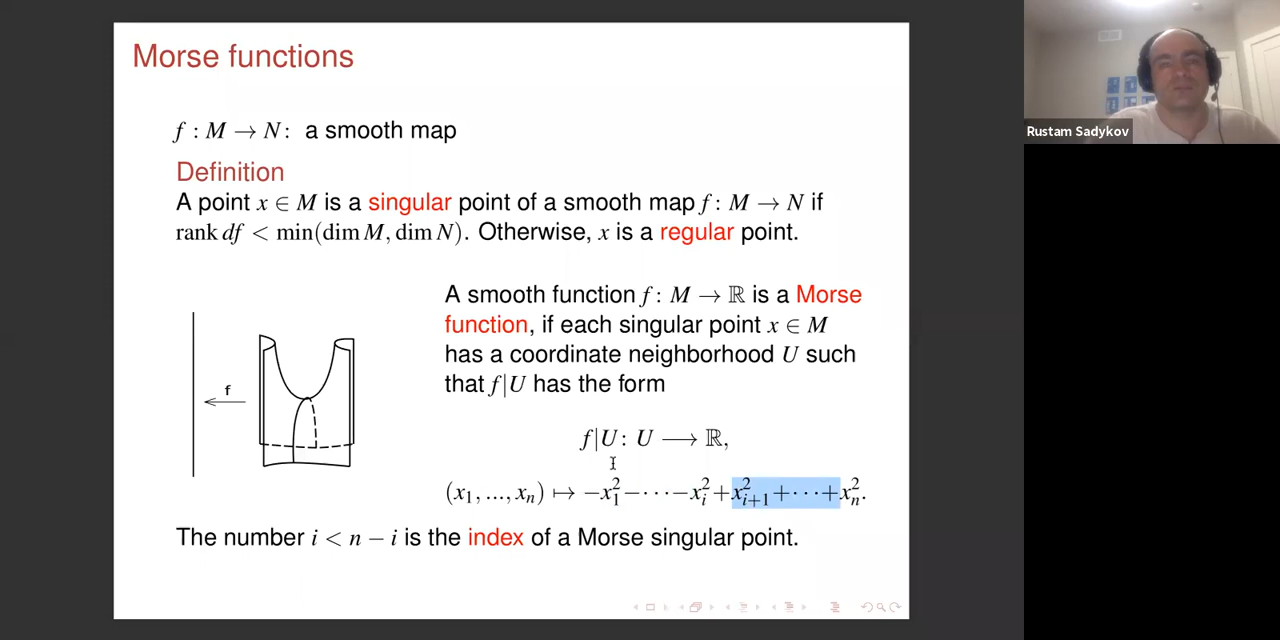 Morse functions
f : M → N : a smooth map
Definition
A point x ∈ M is a singular point of a smooth map f : M → N if
rank df < min(dim M, dim N). Otherwise, x is a regular point.
A smooth function f : M → ℝ is a Morse
function, if each singular point x ∈ M
has a coordinate neighborhood U such
that f|U has the form
f
f|U : U ⟶ ℝ,
(x₁, ..., xₙ) ↦ −x₁² − ⋯ − xᵢ² + xᵢ₊₁² + ⋯ + xₙ².
The number i < n − i is the index of a Morse singular point.
Rustam Sadykov